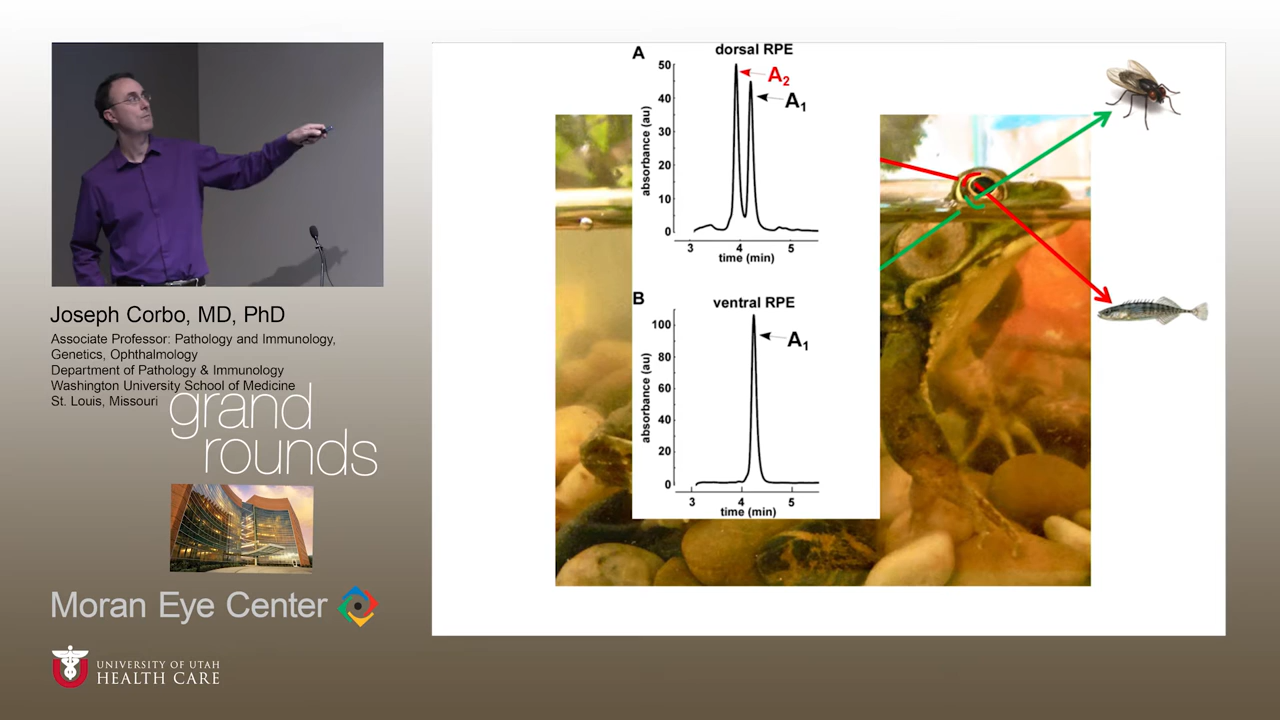 Joseph Corbo, MD, PhD
Associate Professor: Pathology and Immunology,
Genetics, Ophthalmology
Department of Pathology & Immunology
Washington University School of Medicine
St. Louis, Missouri
grand
rounds
Moran Eye Center
U
UNIVERSITY OF UTAH
HEALTH CARE
A
dorsal RPE
A2
A1
absorbance (au)
50
40
30
20
10
0
3 4 5
time (min)
B
ventral RPE
A1
absorbance (au)
100
80
60
40
20
0
3 4 5
time (min)